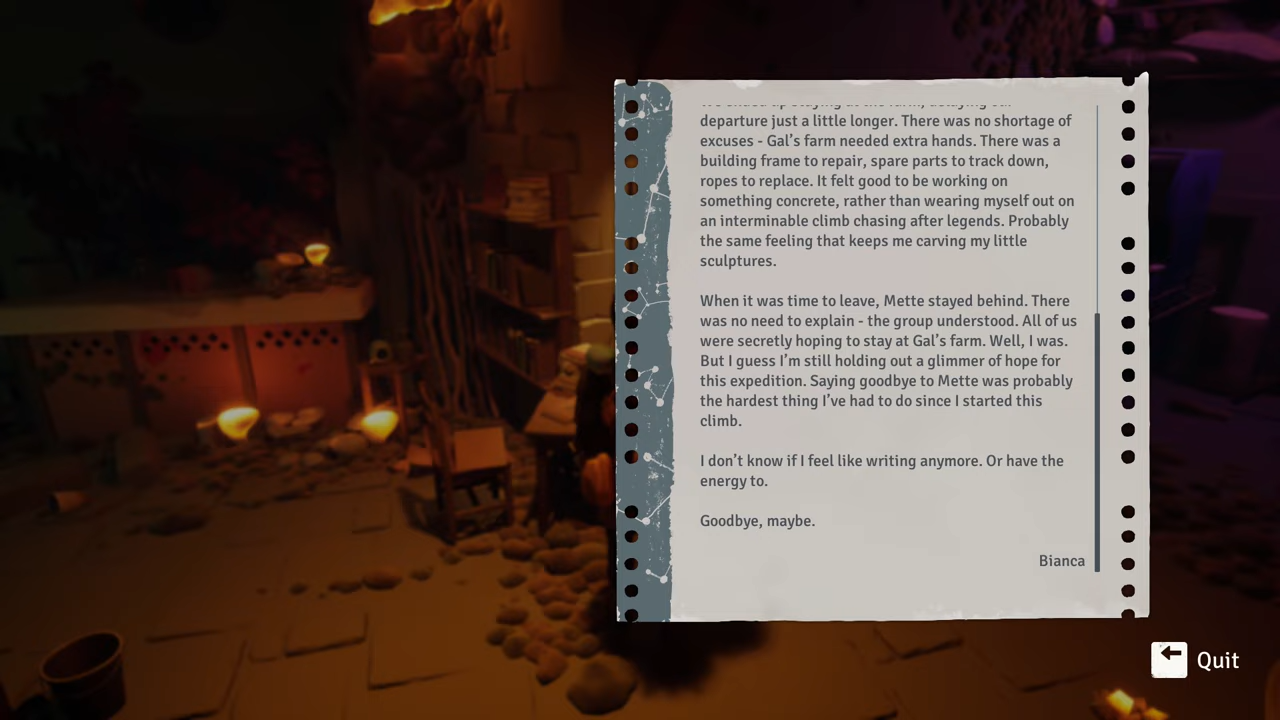 departure just a little longer. There was no shortage of
excuses - Gal's farm needed extra hands. There was a
building frame to repair, spare parts to track down,
ropes to replace. It felt good to be working on
something concrete, rather than wearing myself out on
an interminable climb chasing after legends. Probably
the same feeling that keeps me carving my little
sculptures.
When it was time to leave, Mette stayed behind. There
was no need to explain - the group understood. All of us
were secretly hoping to stay at Gal's farm. Well, I was.
But I guess I'm still holding out a glimmer of hope for
this expedition. Saying goodbye to Mette was probably
the hardest thing I've had to do since I started this
climb.
I don't know if I feel like writing anymore. Or have the
energy to.
Goodbye, maybe.
Bianca
Quit